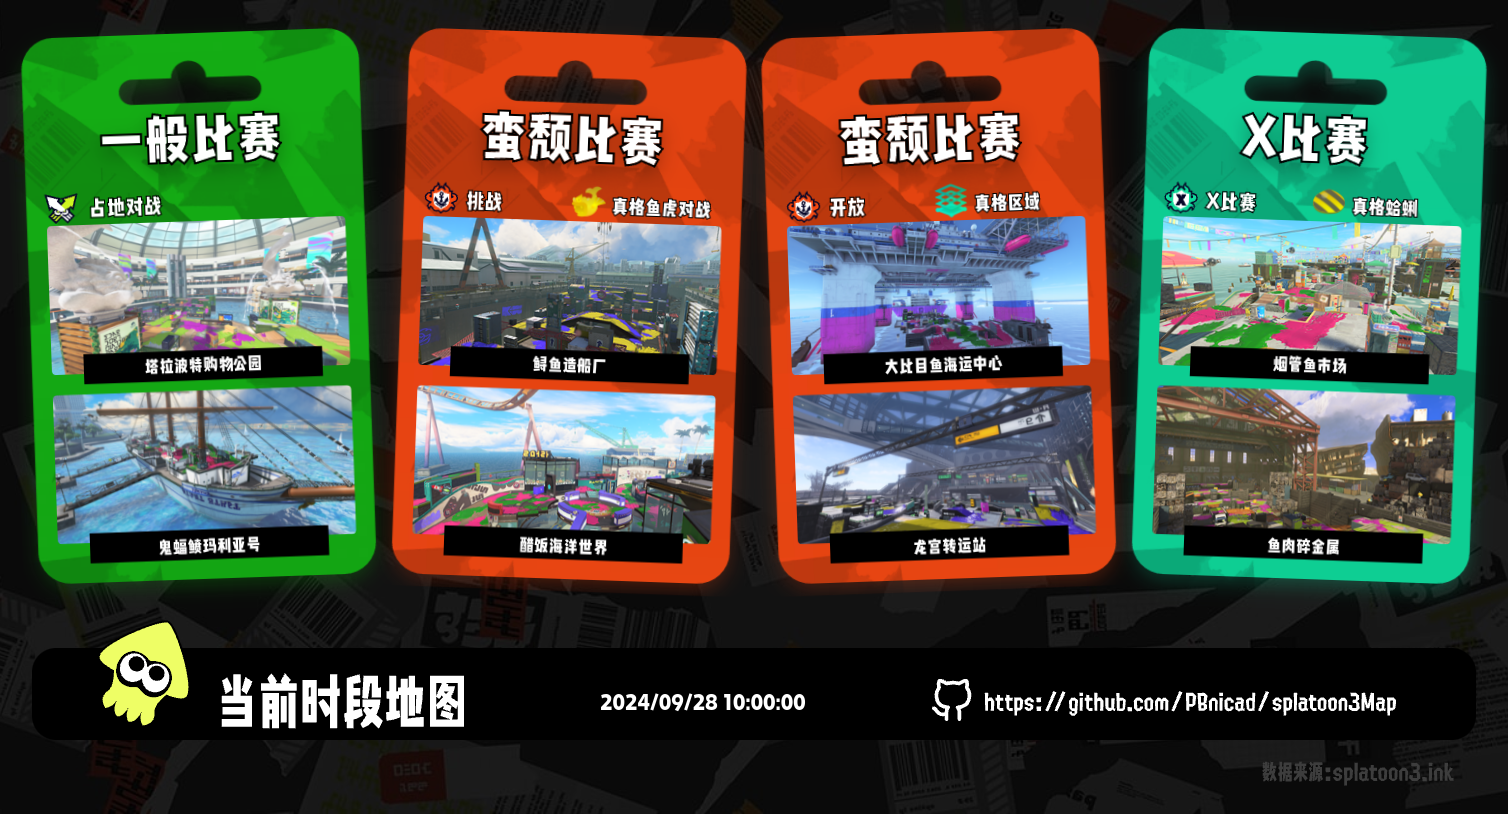 一般比赛
占地对战
塔拉波特购物公园
鬼蝠鲼玛利亚号
蛮颓比赛
挑战
真格鱼虎对战
鲟鱼造船厂
醋饭海洋世界
蛮颓比赛
开放
真格区域
大比目鱼海运中心
龙宫转运站
X比赛
X比赛
真格蛤蜊
烟管鱼市场
鱼肉碎金属
当前时段地图
2024/09/28 10:00:00
https://github.com/PBnicad/splatoon3Map
数据来源:splatoon3.ink